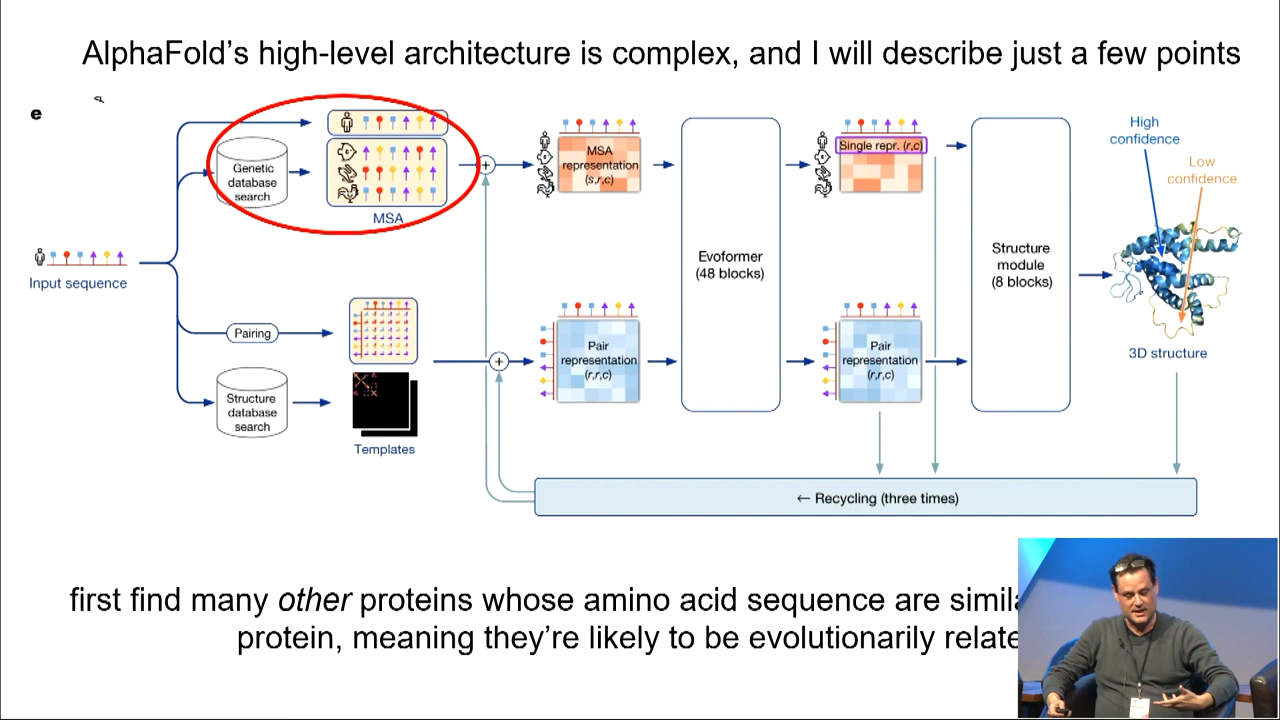 AlphaFold's high-level architecture is complex, and I will describe just a few points
e
Genetic
database
search
MSA
MSA
representation
(s,r,c)
Single repr. (r,c)
High
confidence
Low
confidence
Input sequence
Evoformer
(48 blocks)
Structure
module
(8 blocks)
Pairing
Pair
representation
(r,r,c)
Pair
representation
(r,r,c)
3D structure
Structure
database
search
Templates
← Recycling (three times)
first find many other proteins whose amino acid sequence are simila
protein, meaning they're likely to be evolutionarily relate